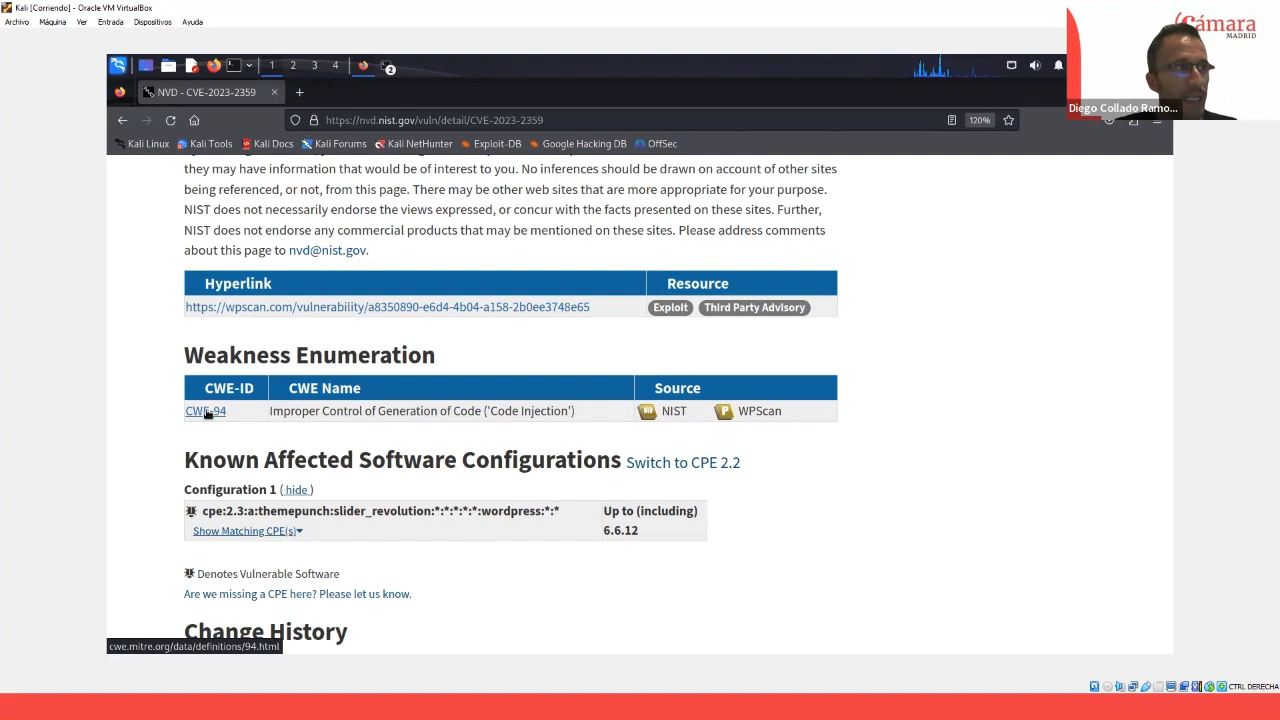 Kali [Corriendo] - Oracle VM VirtualBox
Archivo Máquina Ver Entrada Dispositivos Ayuda
Cámara
MADRID
1 2 3 4 2
NVD - CVE-2023-2359
Diego Collado Ramo...
https://nvd.nist.gov/vuln/detail/CVE-2023-2359 120%
Kali Linux Kali Tools Kali Docs Kali Forums Kali NetHunter Exploit-DB Google Hacking DB OffSec
they may have information that would be of interest to you. No inferences should be drawn on account of other sites
being referenced, or not, from this page. There may be other web sites that are more appropriate for your purpose.
NIST does not necessarily endorse the views expressed, or concur with the facts presented on these sites. Further,
NIST does not endorse any commercial products that may be mentioned on these sites. Please address comments
about this page to nvd@nist.gov.
Hyperlink Resource
https://wpscan.com/vulnerability/a8350890-e6d4-4b04-a158-2b0ee3748e65 Exploit Third Party Advisory
Weakness Enumeration
CWE-ID CWE Name Source
CWE-94 Improper Control of Generation of Code ('Code Injection') NIST WPScan
Known Affected Software Configurations Switch to CPE 2.2
Configuration 1 ( hide )
cpe:2.3:a:themepunch:slider_revolution:*:*:*:*:*:wordpress:*:* Up to (including)
Show Matching CPE(s) 6.6.12
Denotes Vulnerable Software
Are we missing a CPE here? Please let us know.
Change History
cwe.mitre.org/data/definitions/94.html
CTRL DERECHA